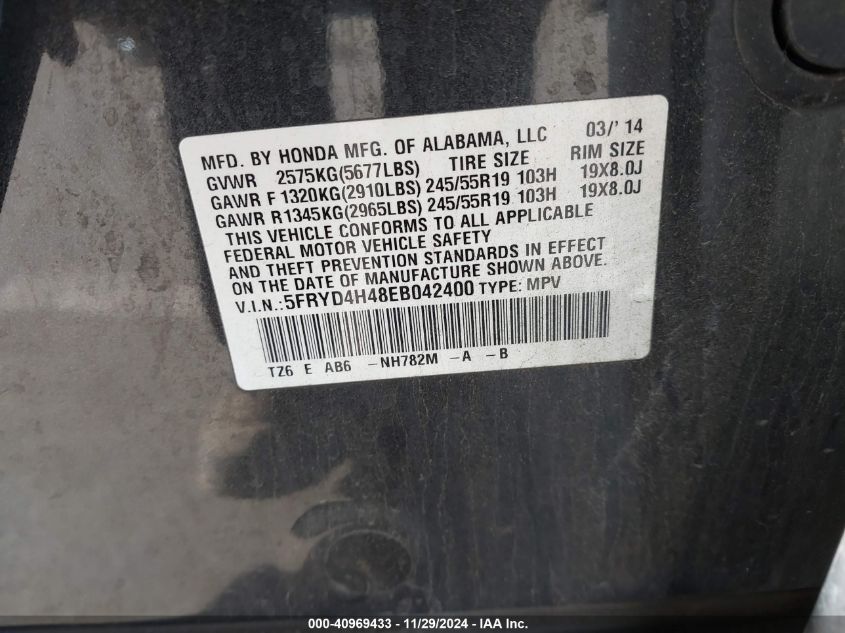 MFD. BY HONDA MFG. OF ALABAMA, LLC 03/' 14
GVWR 2575KG(5677LBS) TIRE SIZE RIM SIZE
GAWR F 1320KG(2910LBS) 245/55R19 103H 19X8.0J
GAWR R1345KG(2965LBS) 245/55R19 103H 19X8.0J
THIS VEHICLE CONFORMS TO ALL APPLICABLE
FEDERAL MOTOR VEHICLE SAFETY
AND THEFT PREVENTION STANDARDS IN EFFECT
ON THE DATE OF MANUFACTURE SHOWN ABOVE.
V.I.N.:5FRYD4H48EB042400 TYPE: MPV
TZ6 E AB6 -NH782M -A -B
000-40969433 - 11/29/2024 - IAA Inc.